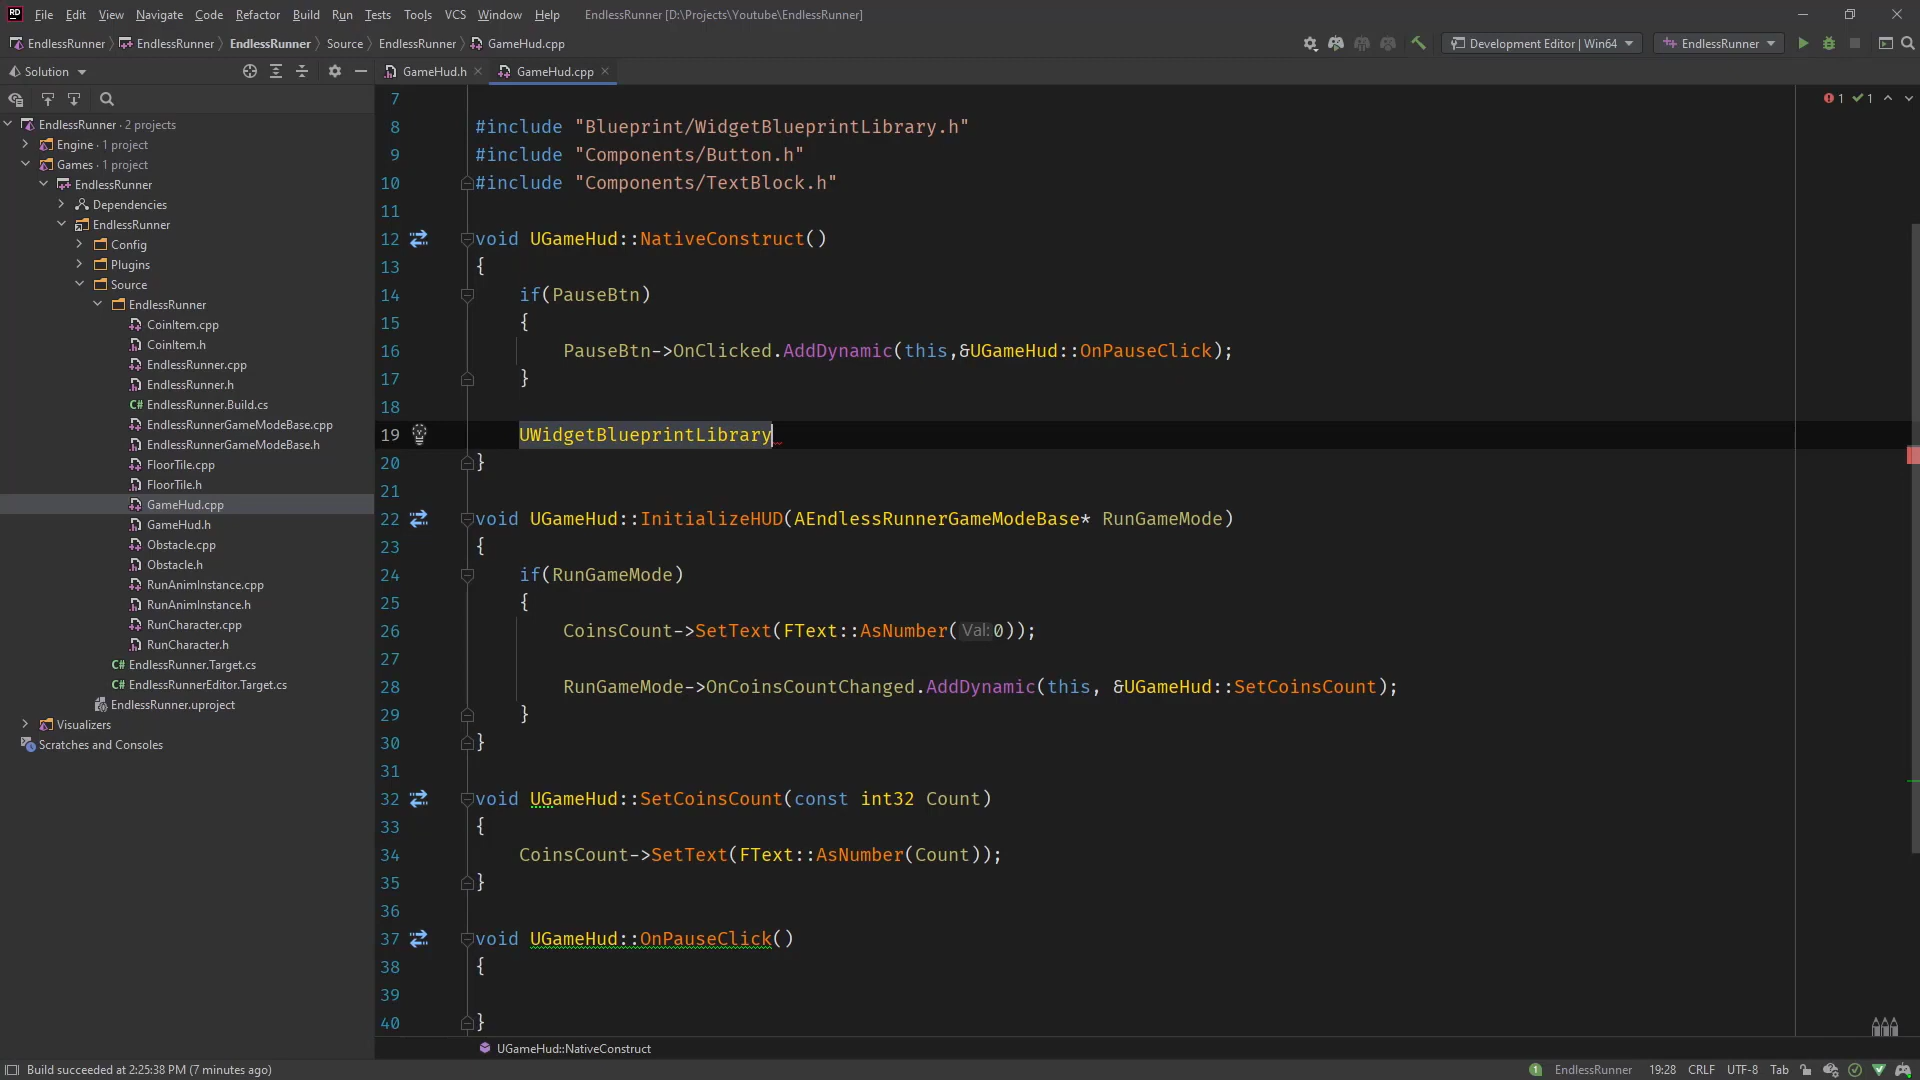 RD File Edit View Navigate Code Refactor Build Run Tests Tools VCS Window Help EndlessRunner [D:\Projects\Youtube\EndlessRunner]
EndlessRunner EndlessRunner EndlessRunner Source EndlessRunner GameHud.cpp Development Editor | Win64 EndlessRunner
Solution GameHud.h GameHud.cpp
EndlessRunner · 2 projects
Engine · 1 project
Games · 1 project
EndlessRunner
Dependencies
EndlessRunner
Config
Plugins
Source
EndlessRunner
CoinItem.cpp
CoinItem.h
EndlessRunner.cpp
EndlessRunner.h
C# EndlessRunner.Build.cs
EndlessRunnerGameModeBase.cpp
EndlessRunnerGameModeBase.h
FloorTile.cpp
FloorTile.h
GameHud.cpp
GameHud.h
Obstacle.cpp
Obstacle.h
RunAnimInstance.cpp
RunAnimInstance.h
RunCharacter.cpp
RunCharacter.h
C# EndlessRunner.Target.cs
C# EndlessRunnerEditor.Target.cs
EndlessRunner.uproject
Visualizers
Scratches and Consoles
1 1
7
8 #include "Blueprint/WidgetBlueprintLibrary.h"
9 #include "Components/Button.h"
10 #include "Components/TextBlock.h"
11
12 void UGameHud::NativeConstruct()
13 {
14 if(PauseBtn)
15 {
16 PauseBtn->OnClicked.AddDynamic(this,&UGameHud::OnPauseClick);
17 }
18
19 UWidgetBlueprintLibrary
20 }
21
22 void UGameHud::InitializeHUD(AEndlessRunnerGameModeBase* RunGameMode)
23 {
24 if(RunGameMode)
25 {
26 CoinsCount->SetText(FText::AsNumber(Val:0));
27
28 RunGameMode->OnCoinsCountChanged.AddDynamic(this, &UGameHud::SetCoinsCount);
29 }
30 }
31
32 void UGameHud::SetCoinsCount(const int32 Count)
33 {
34 CoinsCount->SetText(FText::AsNumber(Count));
35 }
36
37 void UGameHud::OnPauseClick()
38 {
39
40 }
UGameHud::NativeConstruct
Build succeeded at 2:25:38 PM (7 minutes ago) 1 EndlessRunner 19:28 CRLF UTF-8 Tab